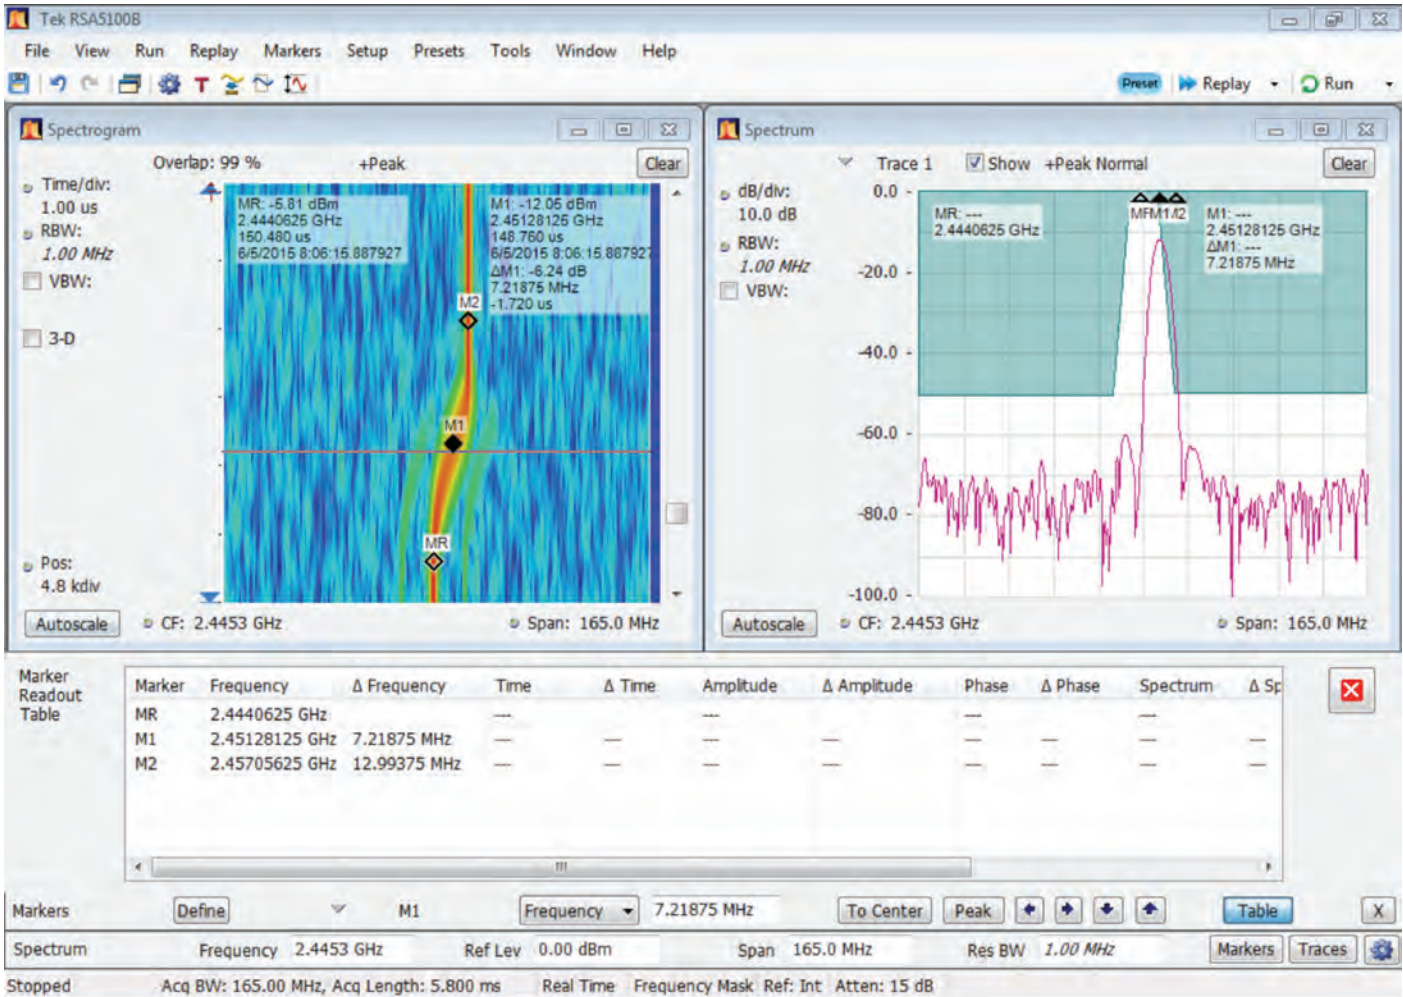 Tek RSA5100B
File View Run Replay Markers Setup Presets Tools Window Help
Preset Replay Run
Spectrogram
Overlap: 99 % +Peak Clear
Time/div:
1.00 us
RBW:
1.00 MHz
VBW:
3-D
Pos:
4.8 kdiv
MR: -5.81 dBm
2.4440625 GHz
150.480 us
6/5/2015 8:06:15.887927
M1: -12.05 dBm
2.45128125 GHz
148.760 us
6/5/2015 8:06:15.887927
ΔM1: -6.24 dB
7.21875 MHz
-1.720 us
M2
M1
MR
Autoscale CF: 2.4453 GHz Span: 165.0 MHz
Spectrum
Trace 1 Show +Peak Normal Clear
dB/div:
10.0 dB
RBW:
1.00 MHz
VBW:
0.0 -
-20.0 -
-40.0 -
-60.0 -
-80.0 -
-100.0 -
MR: ---
2.4440625 GHz
M1: ---
2.45128125 GHz
ΔM1: ---
7.21875 MHz
Autoscale CF: 2.4453 GHz Span: 165.0 MHz
Marker
Readout
Table
Marker Frequency Δ Frequency Time Δ Time Amplitude Δ Amplitude Phase Δ Phase Spectrum Δ Sp
MR 2.4440625 GHz --- --- --- ---
M1 2.45128125 GHz 7.21875 MHz --- --- --- --- --- --- --- ---
M2 2.45705625 GHz 12.99375 MHz --- --- --- --- --- --- --- ---
Markers Define M1 Frequency 7.21875 MHz To Center Peak Table X
Spectrum Frequency 2.4453 GHz Ref Lev 0.00 dBm Span 165.0 MHz Res BW 1.00 MHz Markers Traces
Stopped Acq BW: 165.00 MHz, Acq Length: 5.800 ms Real Time Frequency Mask Ref: Int Atten: 15 dB